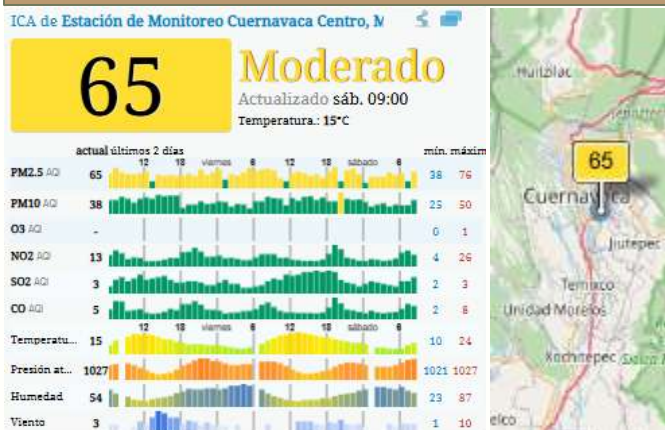 ICA de Estación de Monitoreo Cuernavaca Centro, M
65
Moderado
Actualizado sáb. 09:00
Temperatura.: 15°C
actual últimos 2 días
mín. máxim
12 18 viernes 6 12 18 sábado 6
PM2.5 AQI 65 38 76
PM10 AQI 38 25 50
O3 AQI - 0 1
NO2 AQI 13 4 26
SO2 AQI 3 2 3
CO AQI 5 2 8
12 18 viernes 6 12 18 sábado 6
Temperatu... 15 10 24
Presión at... 1027 1021 1027
Humedad 54 23 87
Viento 3 1 10
Huitzilac
65
Cuernavaca
Jiutepec
Temixco
Unidad Morelos
Xochitepec
elco